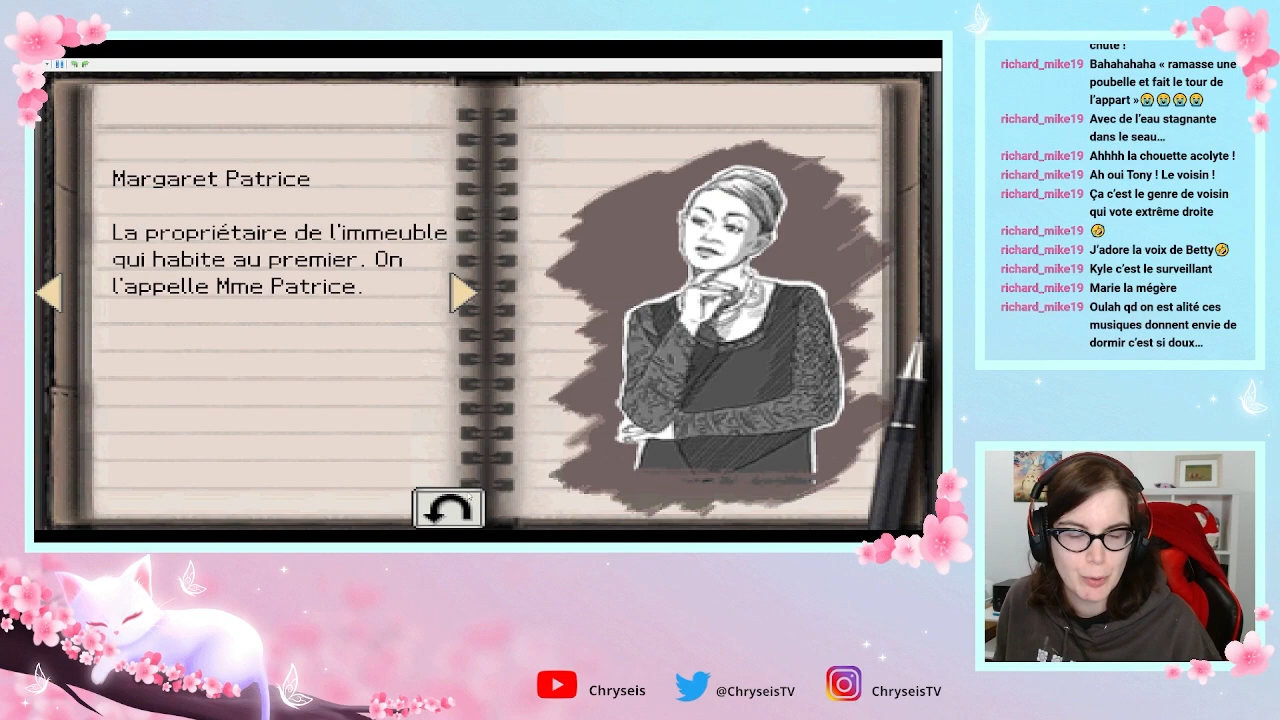 Margaret Patrice
La propriétaire de l'immeuble
qui habite au premier. On
l'appelle Mme Patrice.
chute !
richard_mike19 Bahahahaha « ramasse une
poubelle et fait le tour de
l'appart »😭😭😭😭
richard_mike19 Avec de l'eau stagnante
dans le seau…
richard_mike19 Ahhhh la chouette acolyte !
richard_mike19 Ah oui Tony ! Le voisin !
richard_mike19 Ça c'est le genre de voisin
qui vote extrême droite
richard_mike19 🤣
richard_mike19 J'adore la voix de Betty🤣
richard_mike19 Kyle c'est le surveillant
richard_mike19 Marie la mégère
richard_mike19 Oulah qd on est alité ces
musiques donnent envie de
dormir c'est si doux…
Chryseis
@ChryseisTV
ChryseisTV